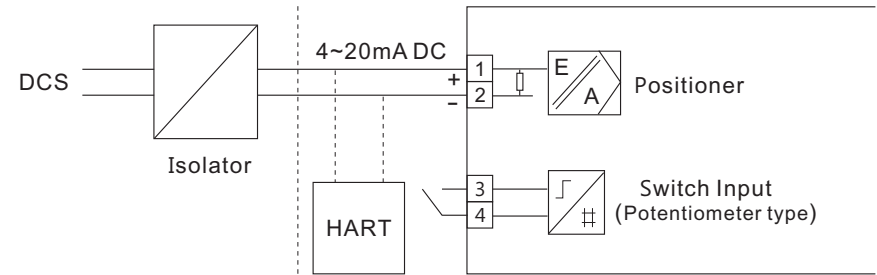 DCS
Isolator
4~20mA DC
+
-
1
2
E
A
Positioner
HART
3
4
Switch Input
(Potentiometer type)